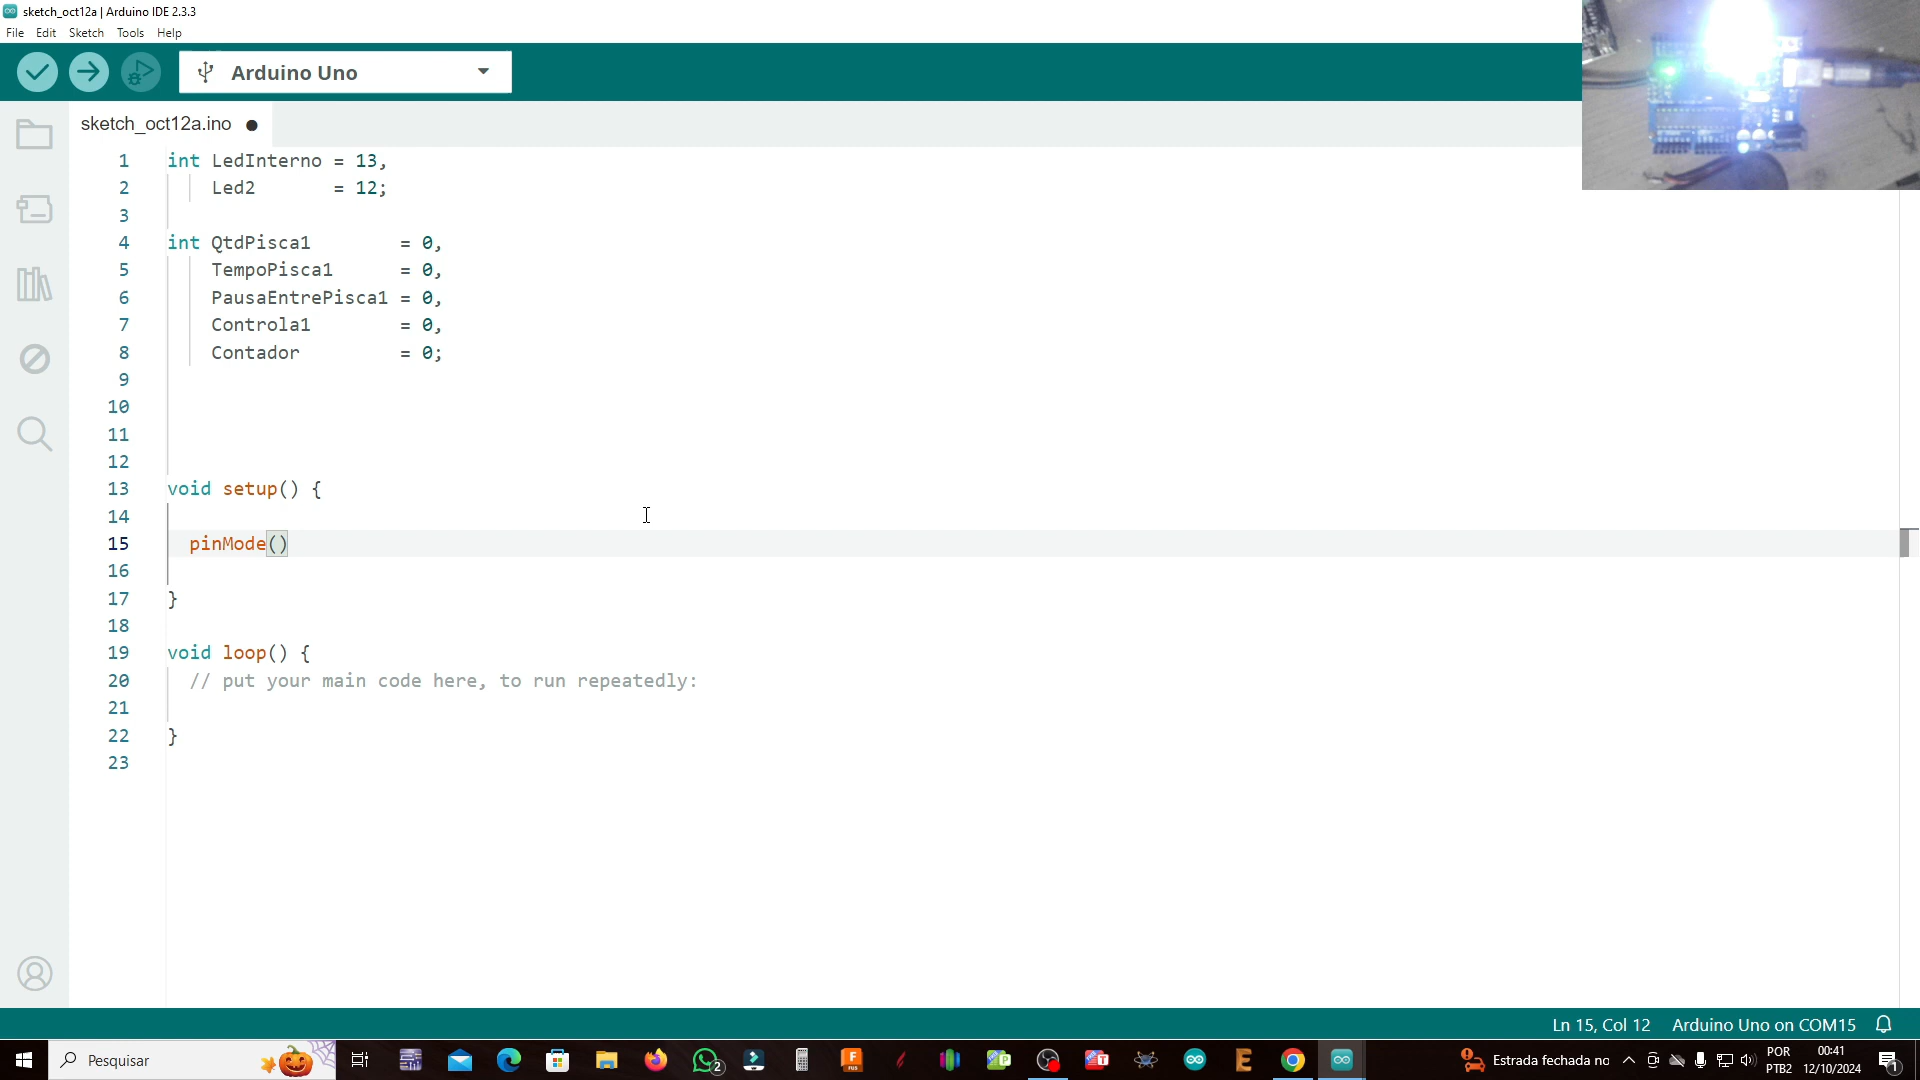 sketch_oct12a | Arduino IDE 2.3.3
File Edit Sketch Tools Help
Arduino Uno
sketch_oct12a.ino
1 int LedInterno = 13,
2 Led2 = 12;
3
4 int QtdPisca1 = 0,
5 TempoPisca1 = 0,
6 PausaEntrePisca1 = 0,
7 Controla1 = 0,
8 Contador = 0;
9
10
11
12
13 void setup() {
14
15 pinMode()
16
17 }
18
19 void loop() {
20 // put your main code here, to run repeatedly:
21
22 }
23
Ln 15, Col 12 Arduino Uno on COM15
Pesquisar
2
Estrada fechada no
POR
PTB2
00:41
12/10/2024
1